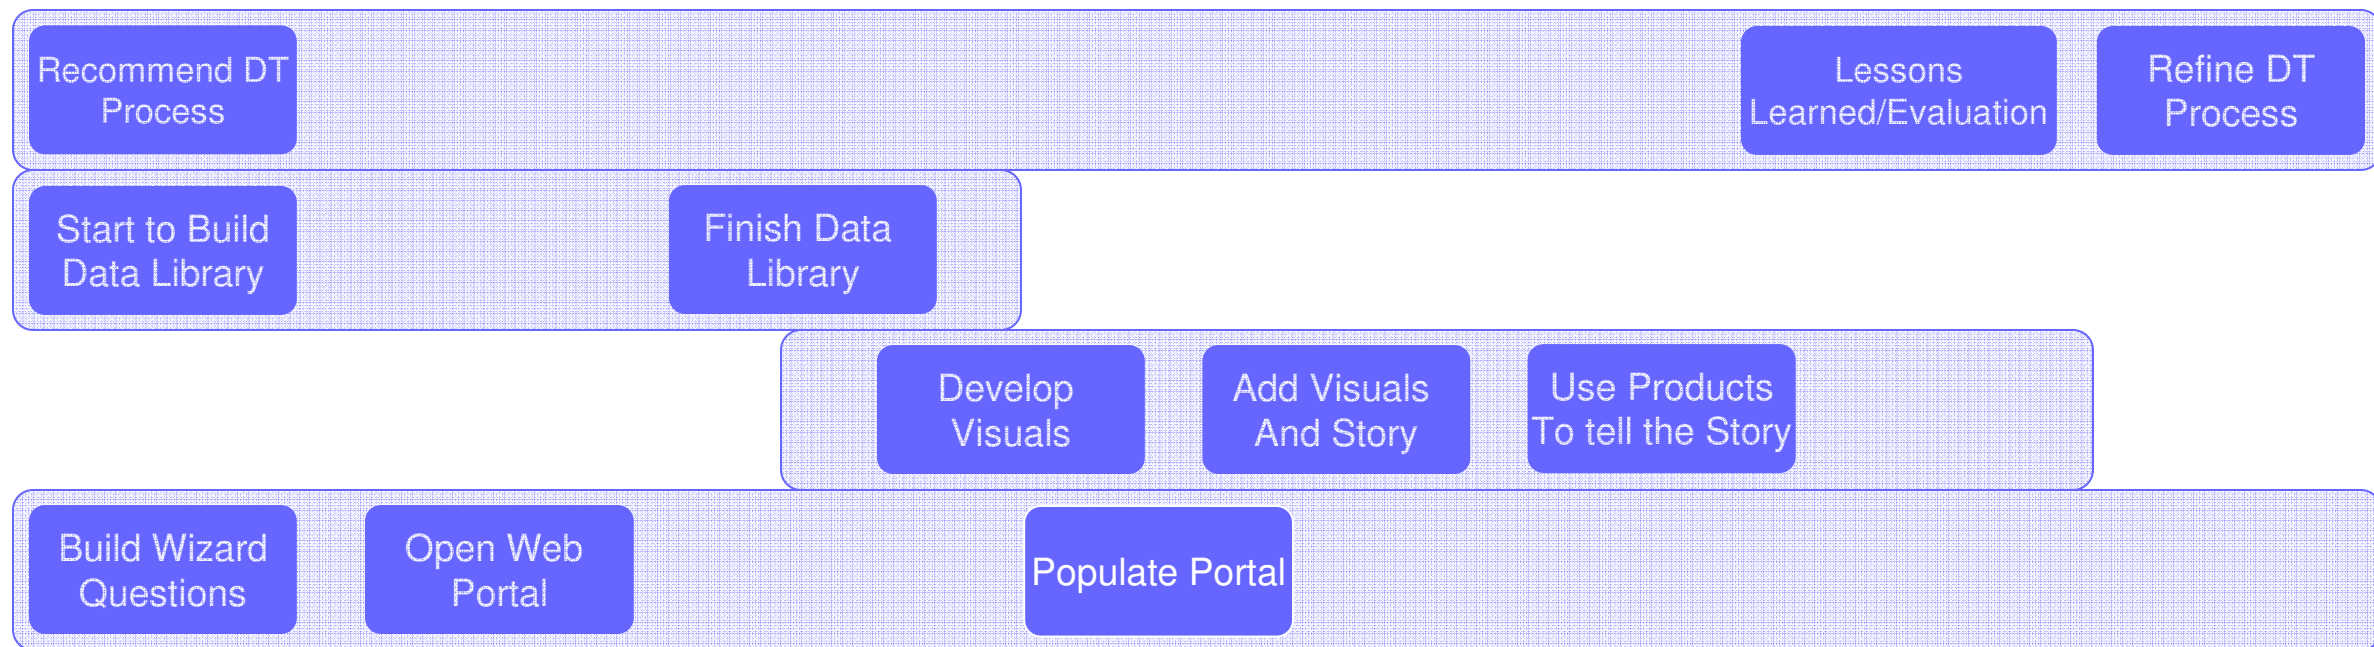 Recommend DT
Process
Lessons
Learned/Evaluation
Refine DT
Process
Start to Build
Data Library
Finish Data
Library
Develop
Visuals
Add Visuals
And Story
Use Products
To tell the Story
Build Wizard
Questions
Open Web
Portal
Populate Portal